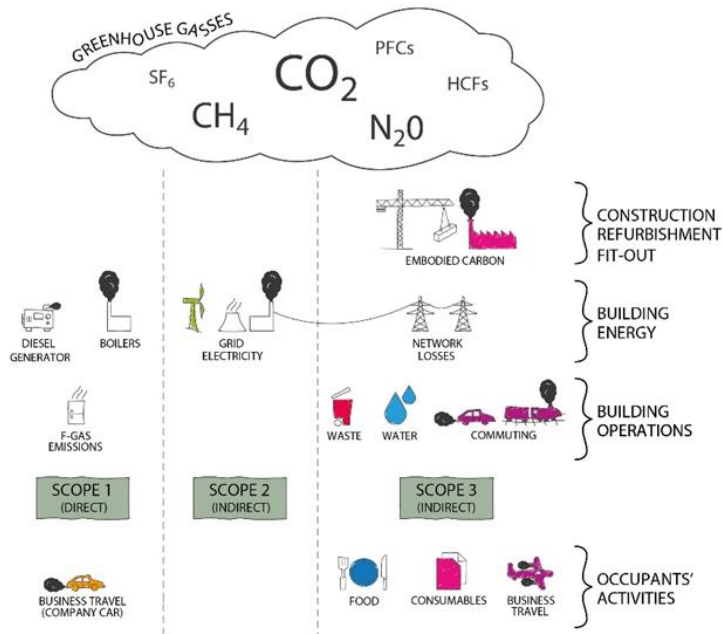 GREENHOUSE GASSES
SF6
CO2
PFCs
HCFs
CH4
N20
EMBODIED CARBON
CONSTRUCTION
REFURBISHMENT
FIT-OUT
DIESEL
GENERATOR
BOILERS
GRID
ELECTRICITY
NETWORK
LOSSES
BUILDING
ENERGY
F-GAS
EMISSIONS
WASTE
WATER
COMMUTING
BUILDING
OPERATIONS
SCOPE 1
(DIRECT)
SCOPE 2
(INDIRECT)
SCOPE 3
(INDIRECT)
BUSINESS TRAVEL
(COMPANY CAR)
FOOD
CONSUMABLES
BUSINESS
TRAVEL
OCCUPANTS'
ACTIVITIES